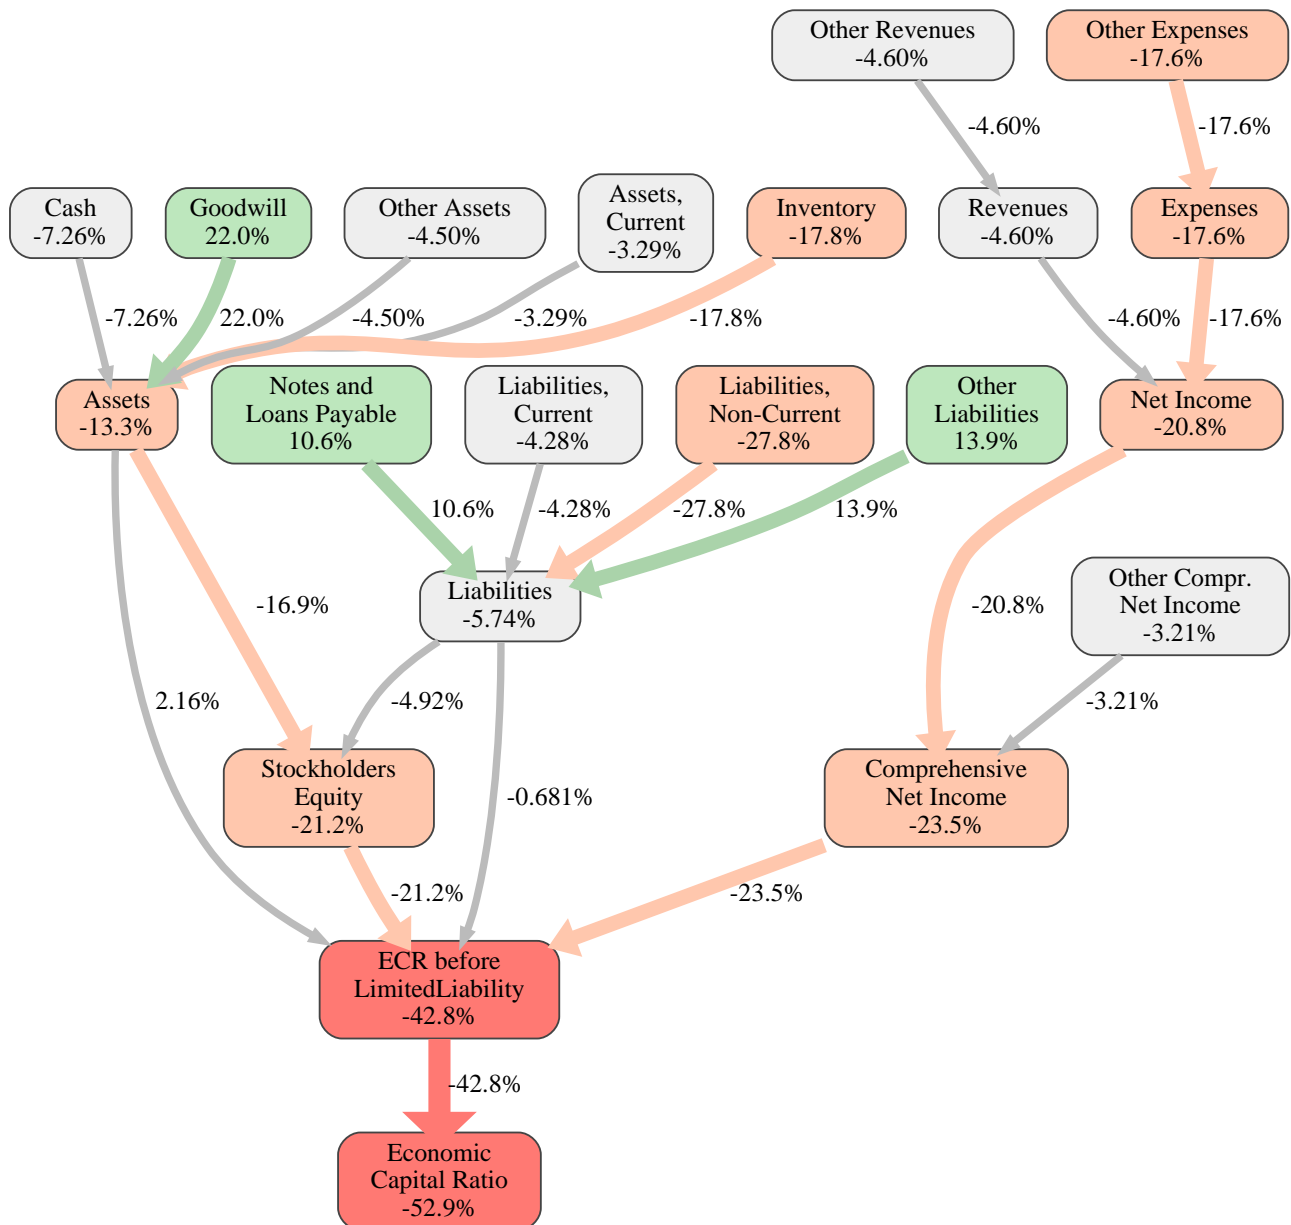 Other Revenues
-4.60%
Other Expenses
-17.6%
-4.60%
-17.6%
Cash
-7.26%
Goodwill
22.0%
Other Assets
-4.50%
Assets,
Current
-3.29%
Inventory
-17.8%
Revenues
-4.60%
Expenses
-17.6%
-7.26%
22.0%
-4.50%
-3.29%
-17.8%
-4.60%
-17.6%
Assets
-13.3%
Notes and
Loans Payable
10.6%
Liabilities,
Current
-4.28%
Liabilities,
Non-Current
-27.8%
Other
Liabilities
13.9%
Net Income
-20.8%
10.6%
-4.28%
-27.8%
13.9%
-16.9%
Liabilities
-5.74%
-20.8%
Other Compr.
Net Income
-3.21%
2.16%
-4.92%
-3.21%
Stockholders
Equity
-21.2%
-0.681%
Comprehensive
Net Income
-23.5%
-21.2%
-23.5%
ECR before
LimitedLiability
-42.8%
-42.8%
Economic
Capital Ratio
-52.9%